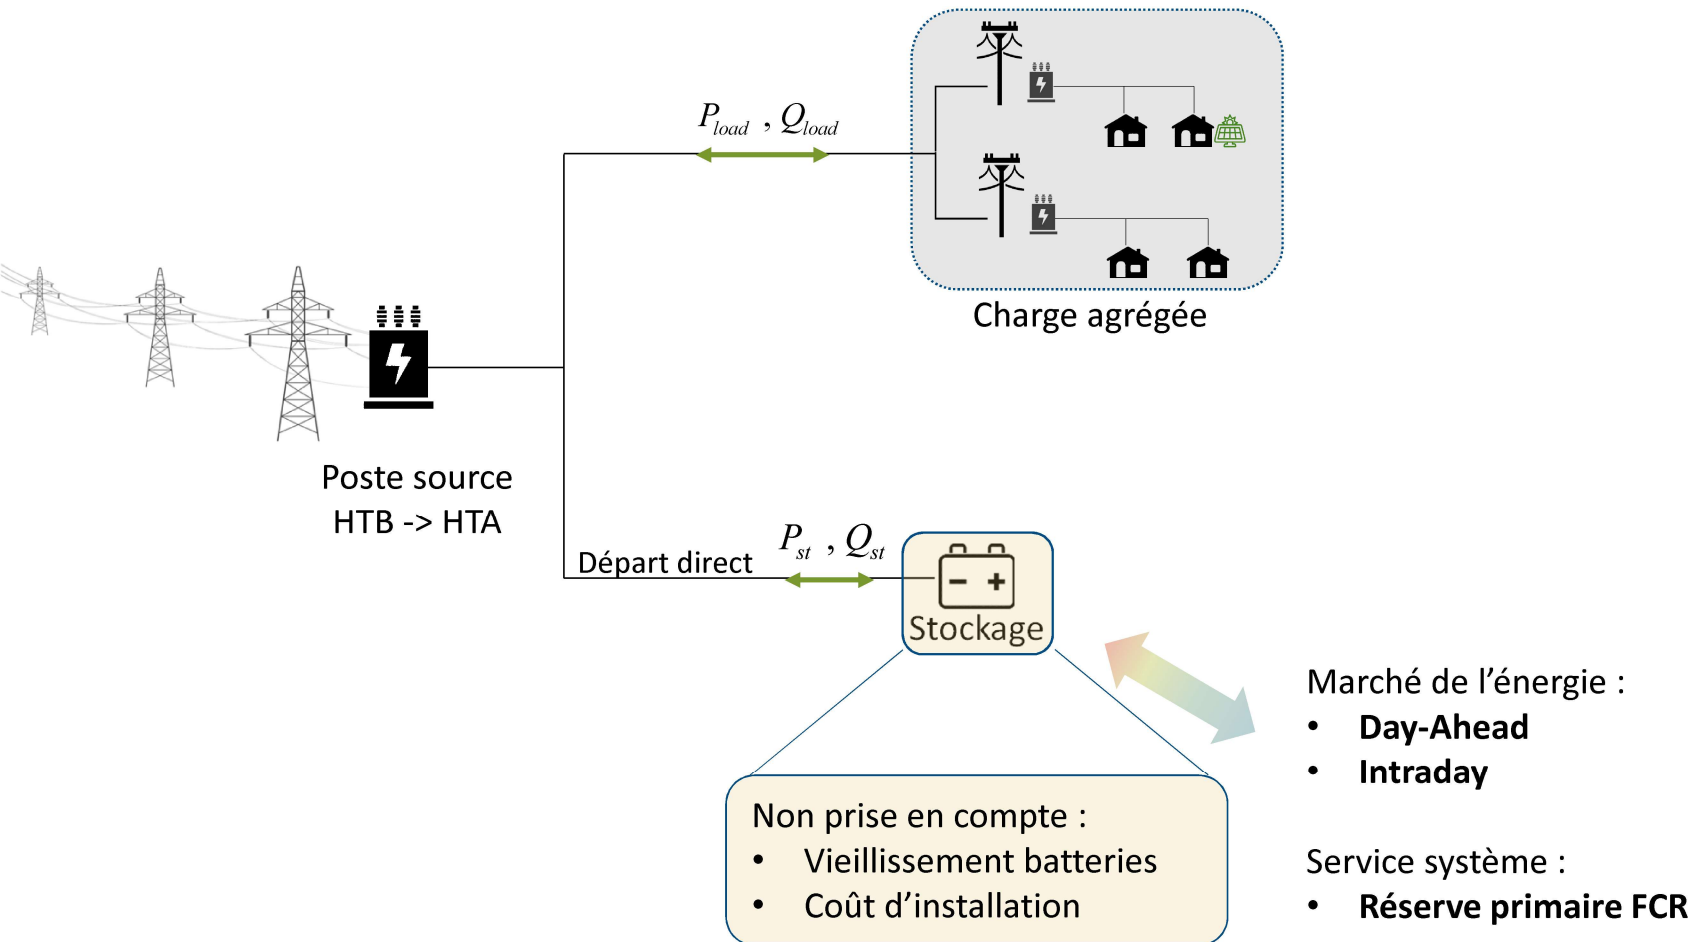 P_load , Q_load
Charge agrégée
Poste source
HTB -> HTA
Départ direct
P_st , Q_st
Stockage
Marché de l'énergie :
• Day-Ahead
• Intraday
Non prise en compte :
• Vieillissement batteries
• Coût d'installation
Service système :
• Réserve primaire FCR